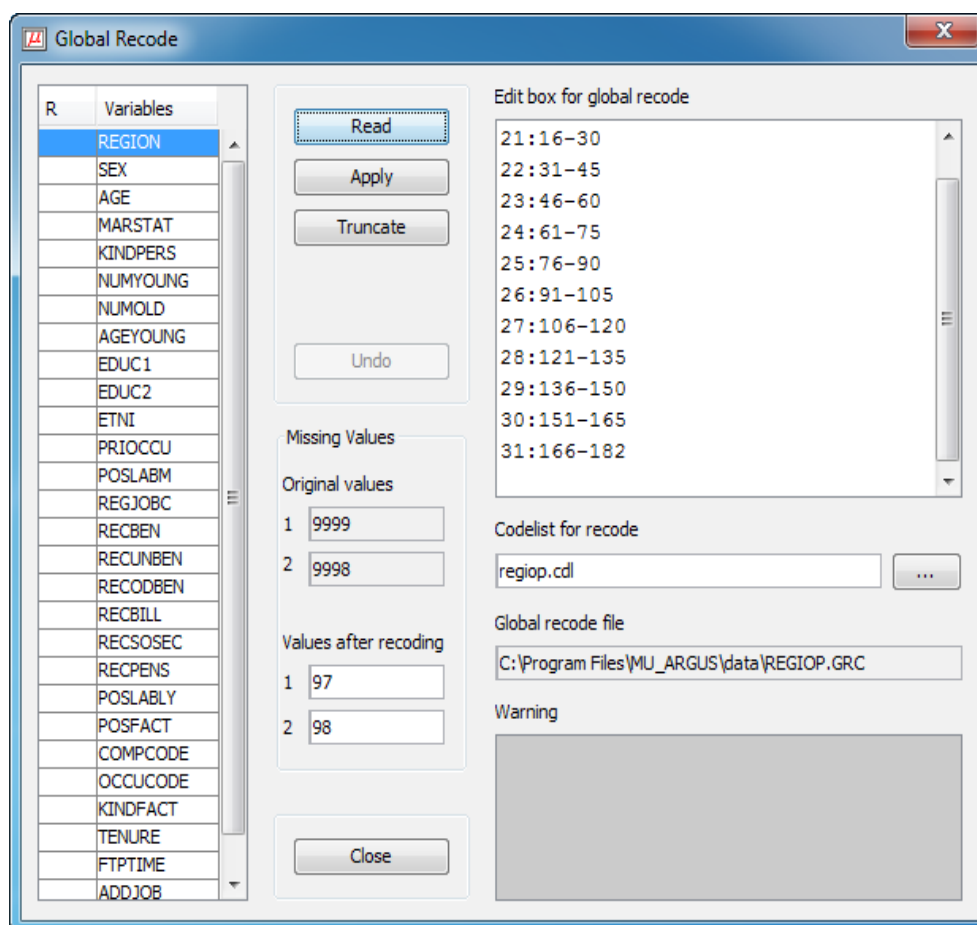 Global Recode
R Variables
REGION
SEX
AGE
MARSTAT
KINDPERS
NUMYOUNG
NUMOLD
AGEYOUNG
EDUC1
EDUC2
ETNI
PRIOCCU
POSLABM
REGJOBC
RECBEN
RECUNBEN
RECODBEN
RECBILL
RECSOSEC
RECPENS
POSLABLY
POSFACT
COMPCODE
OCCUCODE
KINDFACT
TENURE
FTPTIME
ADDJOB
Read
Apply
Truncate
Undo
Missing Values
Original values
1 9999
2 9998
Values after recoding
1 97
2 98
Close
Edit box for global recode
21:16-30
22:31-45
23:46-60
24:61-75
25:76-90
26:91-105
27:106-120
28:121-135
29:136-150
30:151-165
31:166-182
Codelist for recode
regiop.cdl ...
Global recode file
C:\Program Files\MU_ARGUS\data\REGIOP.GRC
Warning